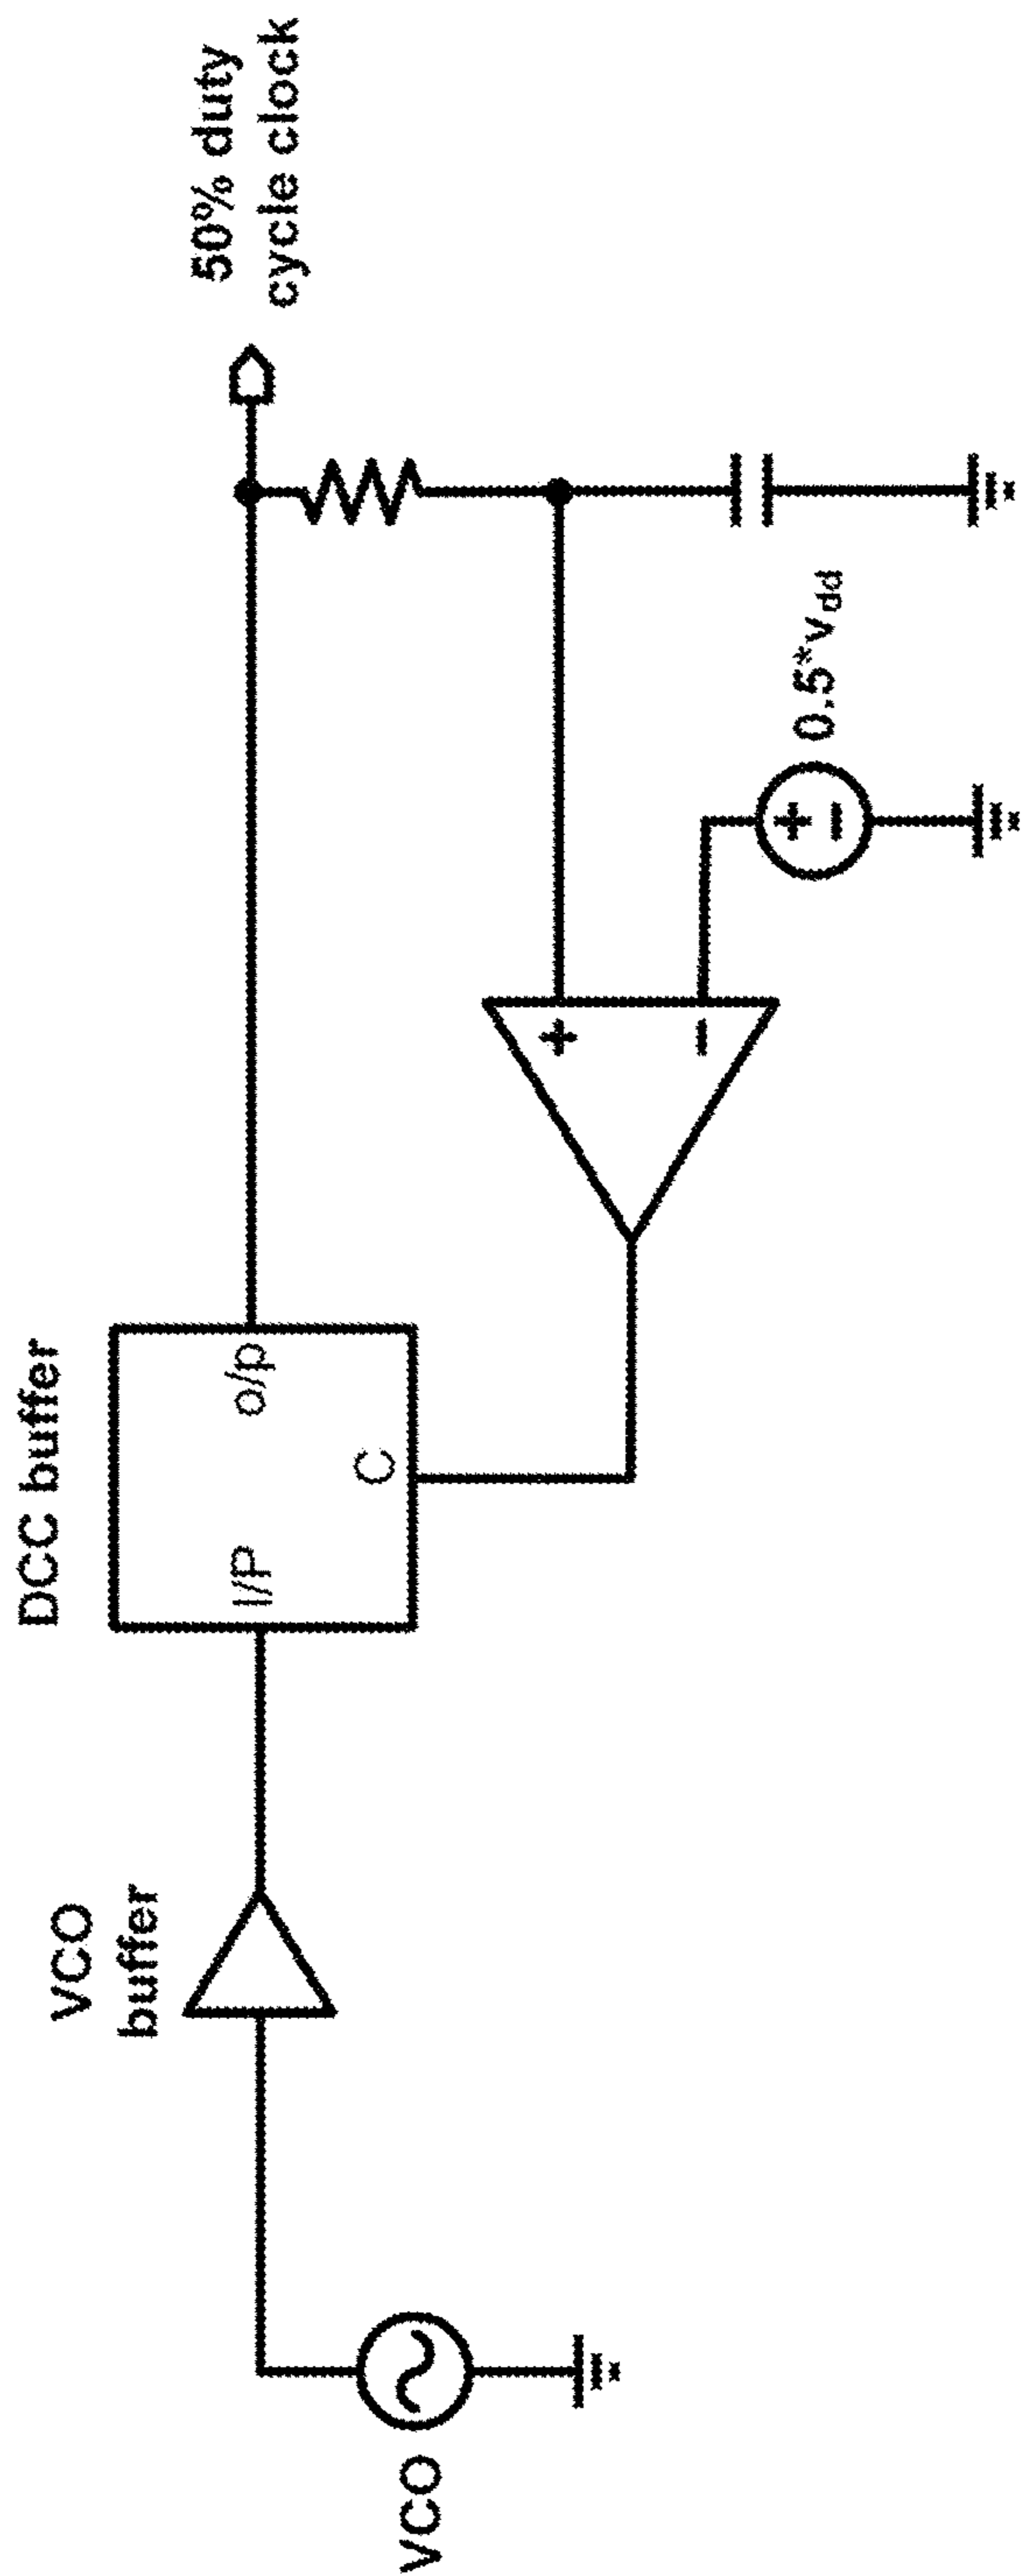 VCO
VCO
buffer
DCC buffer
I/P
o/p
C
+
−
+
−
0.5*v_dd
50% duty
cycle clock